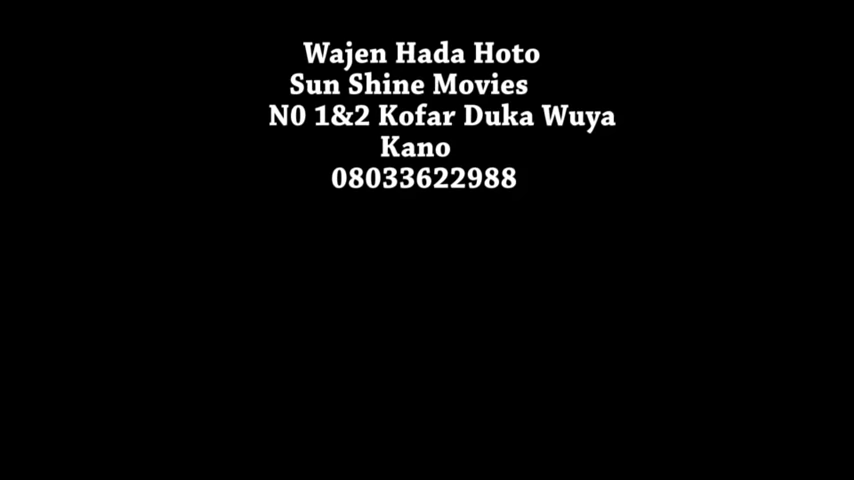 Wajen Hada Hoto
Sun Shine Movies
N0 1&2 Kofar Duka Wuya
Kano
08033622988